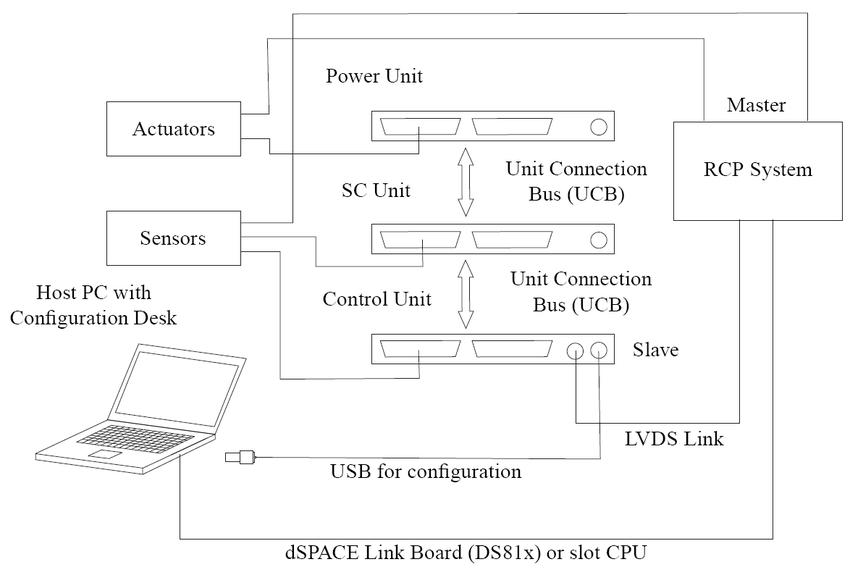 Power Unit
Master
Actuators
RCP System
Unit Connection
Bus (UCB)
SC Unit
Sensors
Unit Connection
Bus (UCB)
Host PC with
Configuration Desk
Control Unit
Slave
LVDS Link
USB for configuration
dSPACE Link Board (DS81x) or slot CPU